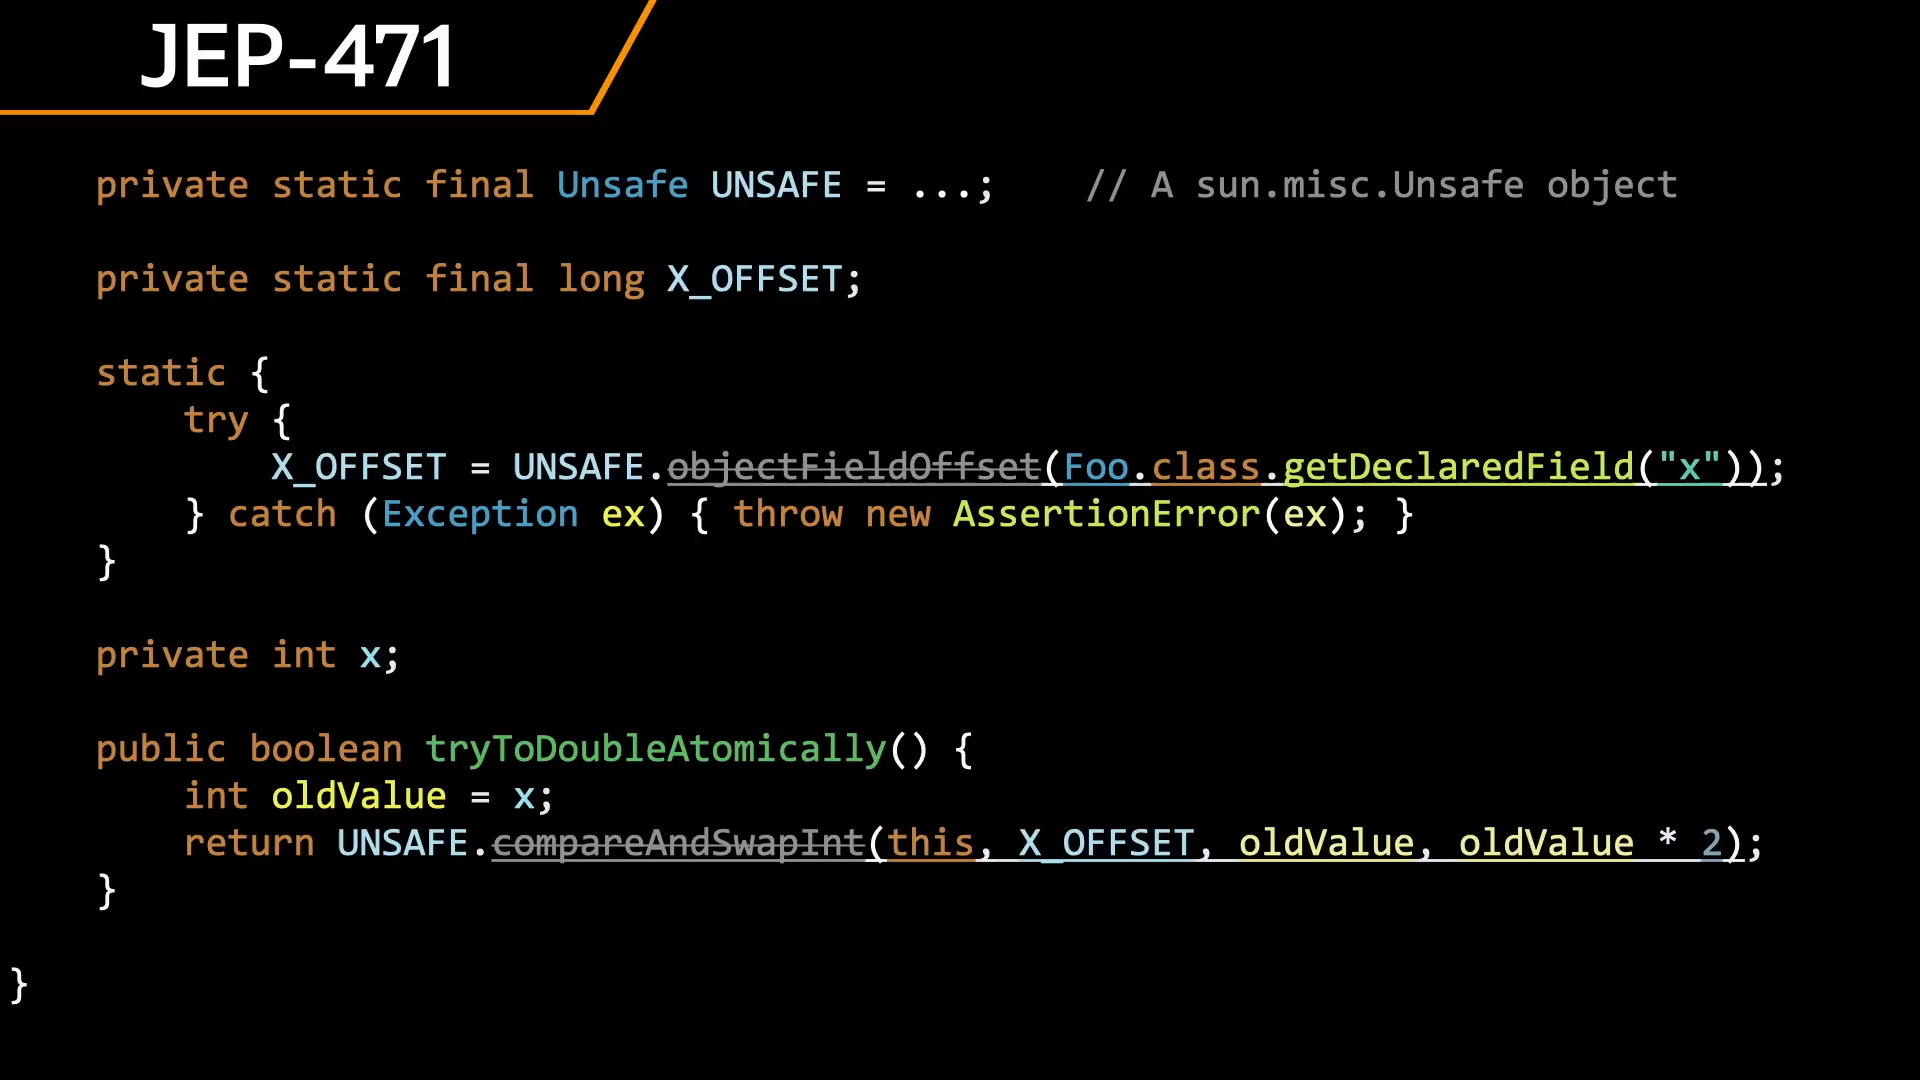 JEP-471
private static final Unsafe UNSAFE = ...;    // A sun.misc.Unsafe object
private static final long X_OFFSET;
static {
try {
X_OFFSET = UNSAFE.objectFieldOffset(Foo.class.getDeclaredField("x"));
} catch (Exception ex) { throw new AssertionError(ex); }
}
private int x;
public boolean tryToDoubleAtomically() {
int oldValue = x;
return UNSAFE.compareAndSwapInt(this, X_OFFSET, oldValue, oldValue * 2);
}
}